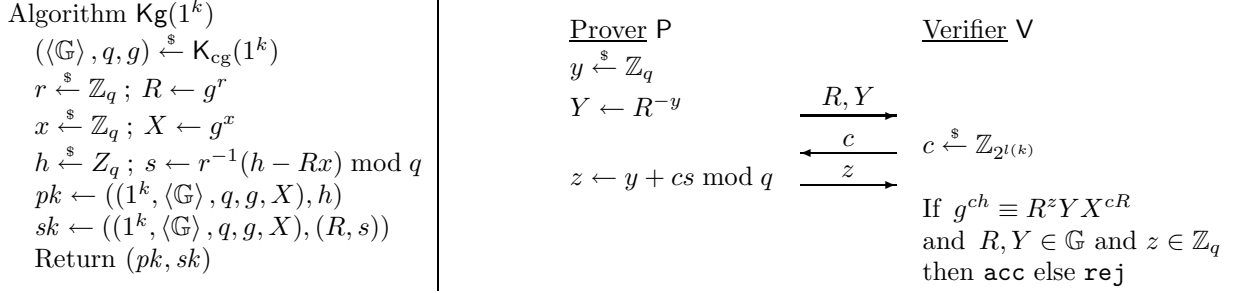 Algorithm Kg(1^k)
(⟨𝔾⟩, q, g) ←$ K_cg(1^k)
r ←$ ℤ_q ; R ← g^r
x ←$ ℤ_q ; X ← g^x
h ←$ Z_q ; s ← r^{-1}(h − Rx) mod q
pk ← ((1^k, ⟨𝔾⟩, q, g, X), h)
sk ← ((1^k, ⟨𝔾⟩, q, g, X), (R, s))
Return (pk, sk)
Prover P
y ←$ ℤ_q
Y ← R^{-y}
z ← y + cs mod q
R, Y
c
z
Verifier V
c ←$ ℤ_{2^{l(k)}}
If g^{ch} ≡ R^z Y X^{cR}
and R, Y ∈ 𝔾 and z ∈ ℤ_q
then acc else rej